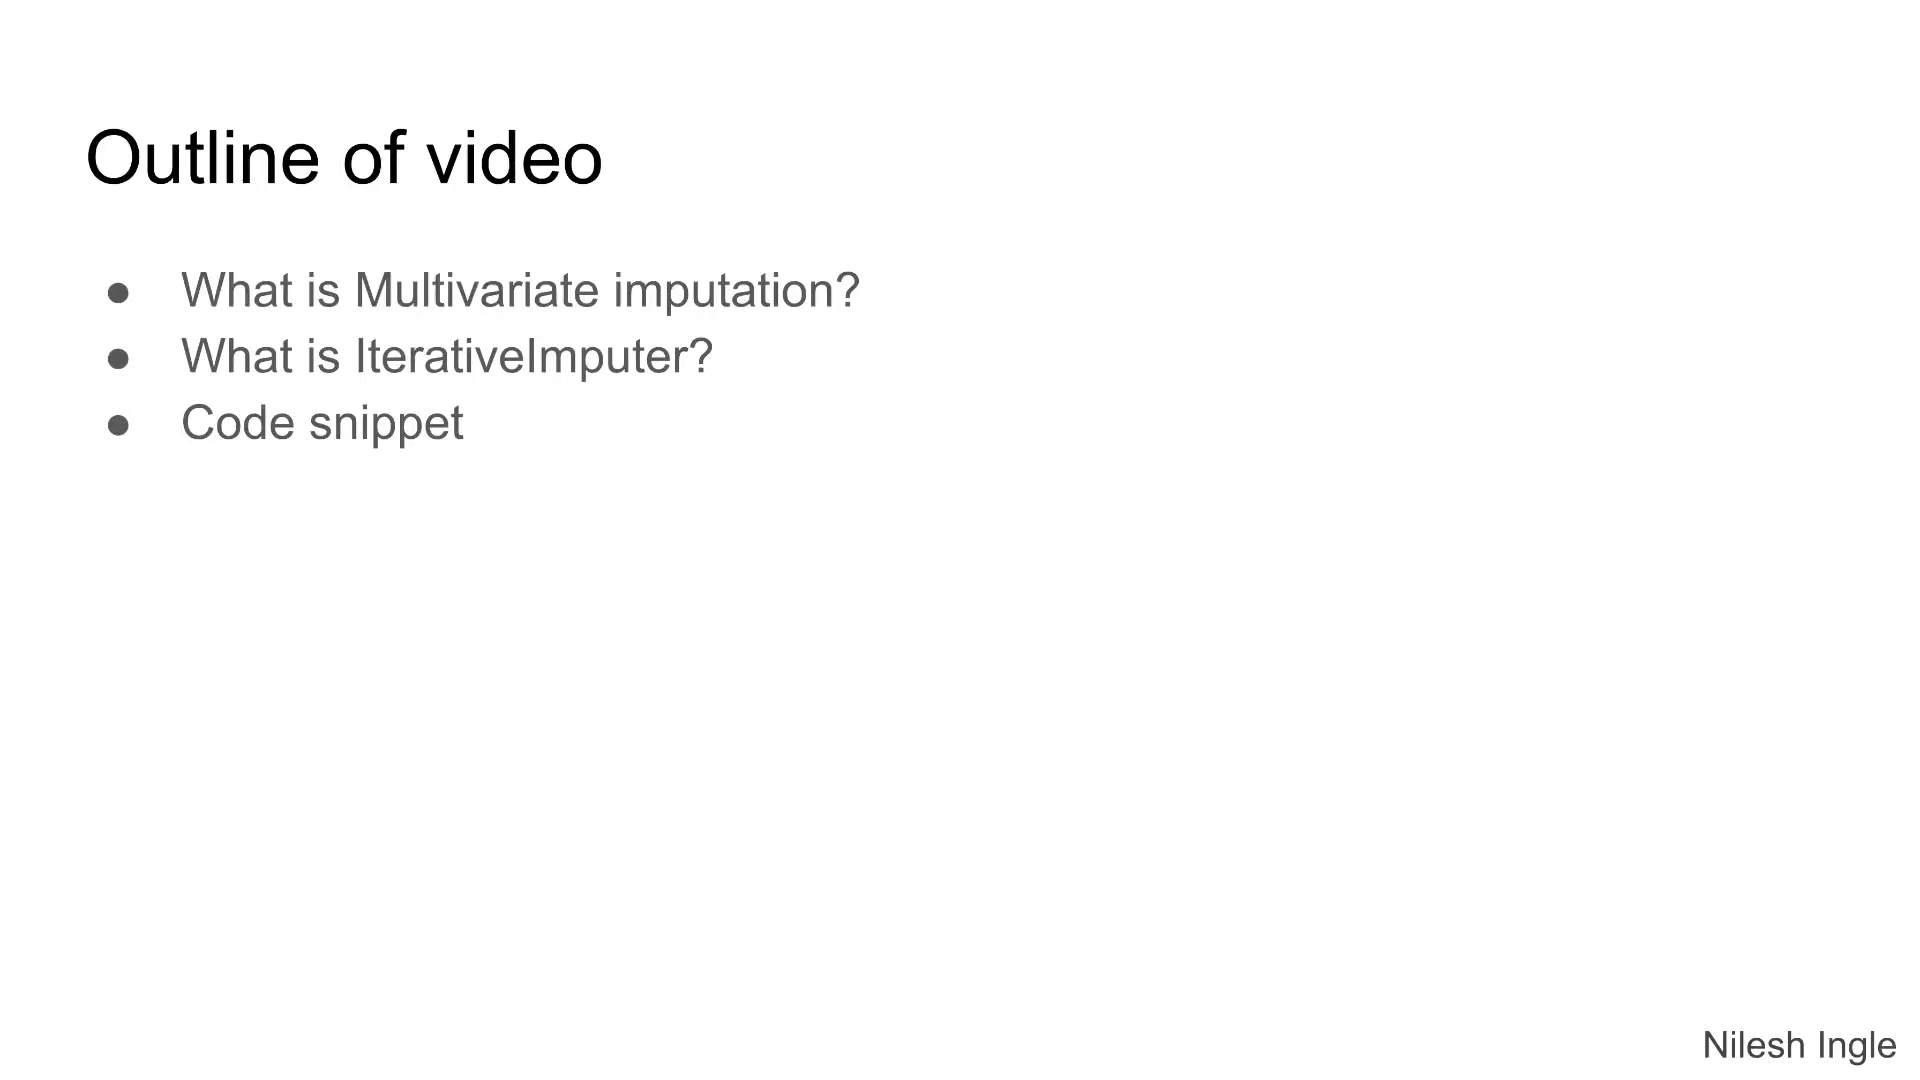 Outline of video
● What is Multivariate imputation?
● What is IterativeImputer?
● Code snippet
Nilesh Ingle